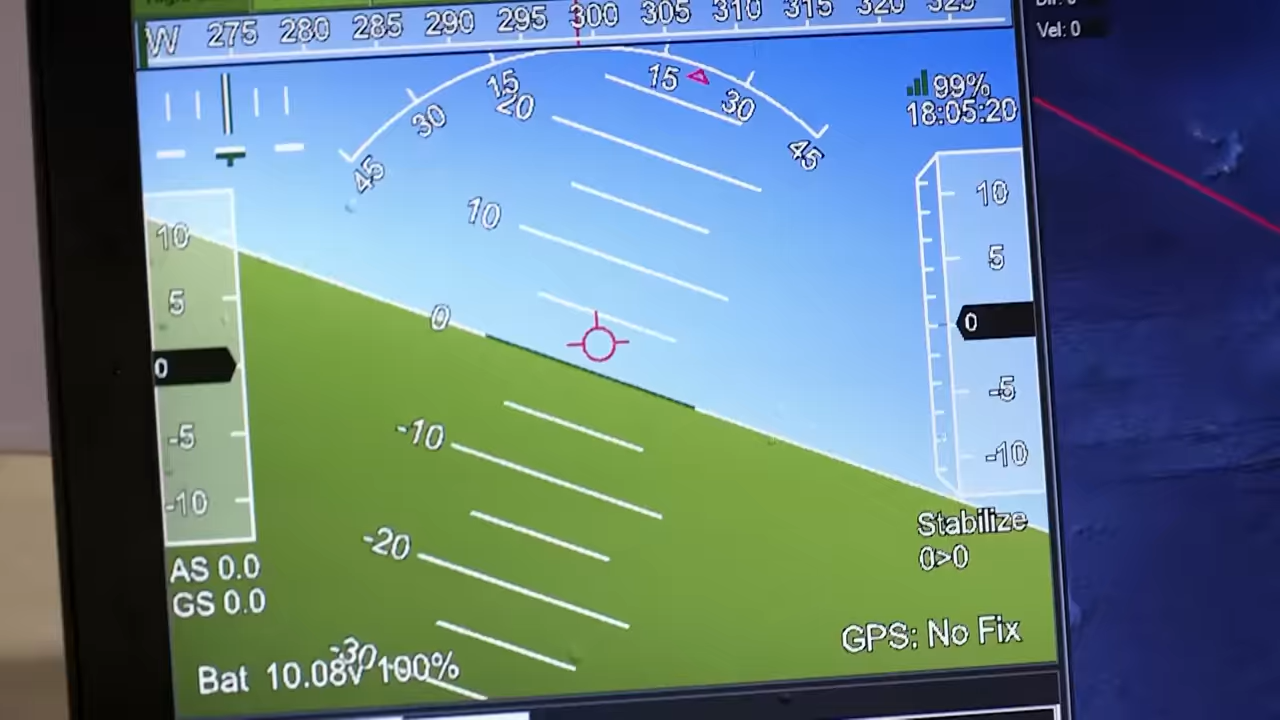 W 275 280 285 290 295 300 305 310 315 320 325
Vel: 0
99%
18:05:20
45 30 15 15 30 45
20
10
0
-10
-20
-30
10
5
0
-5
-10
10
5
0
-5
-10
AS 0.0
GS 0.0
Stabilize
0>0
GPS: No Fix
Bat 10.08v 100%